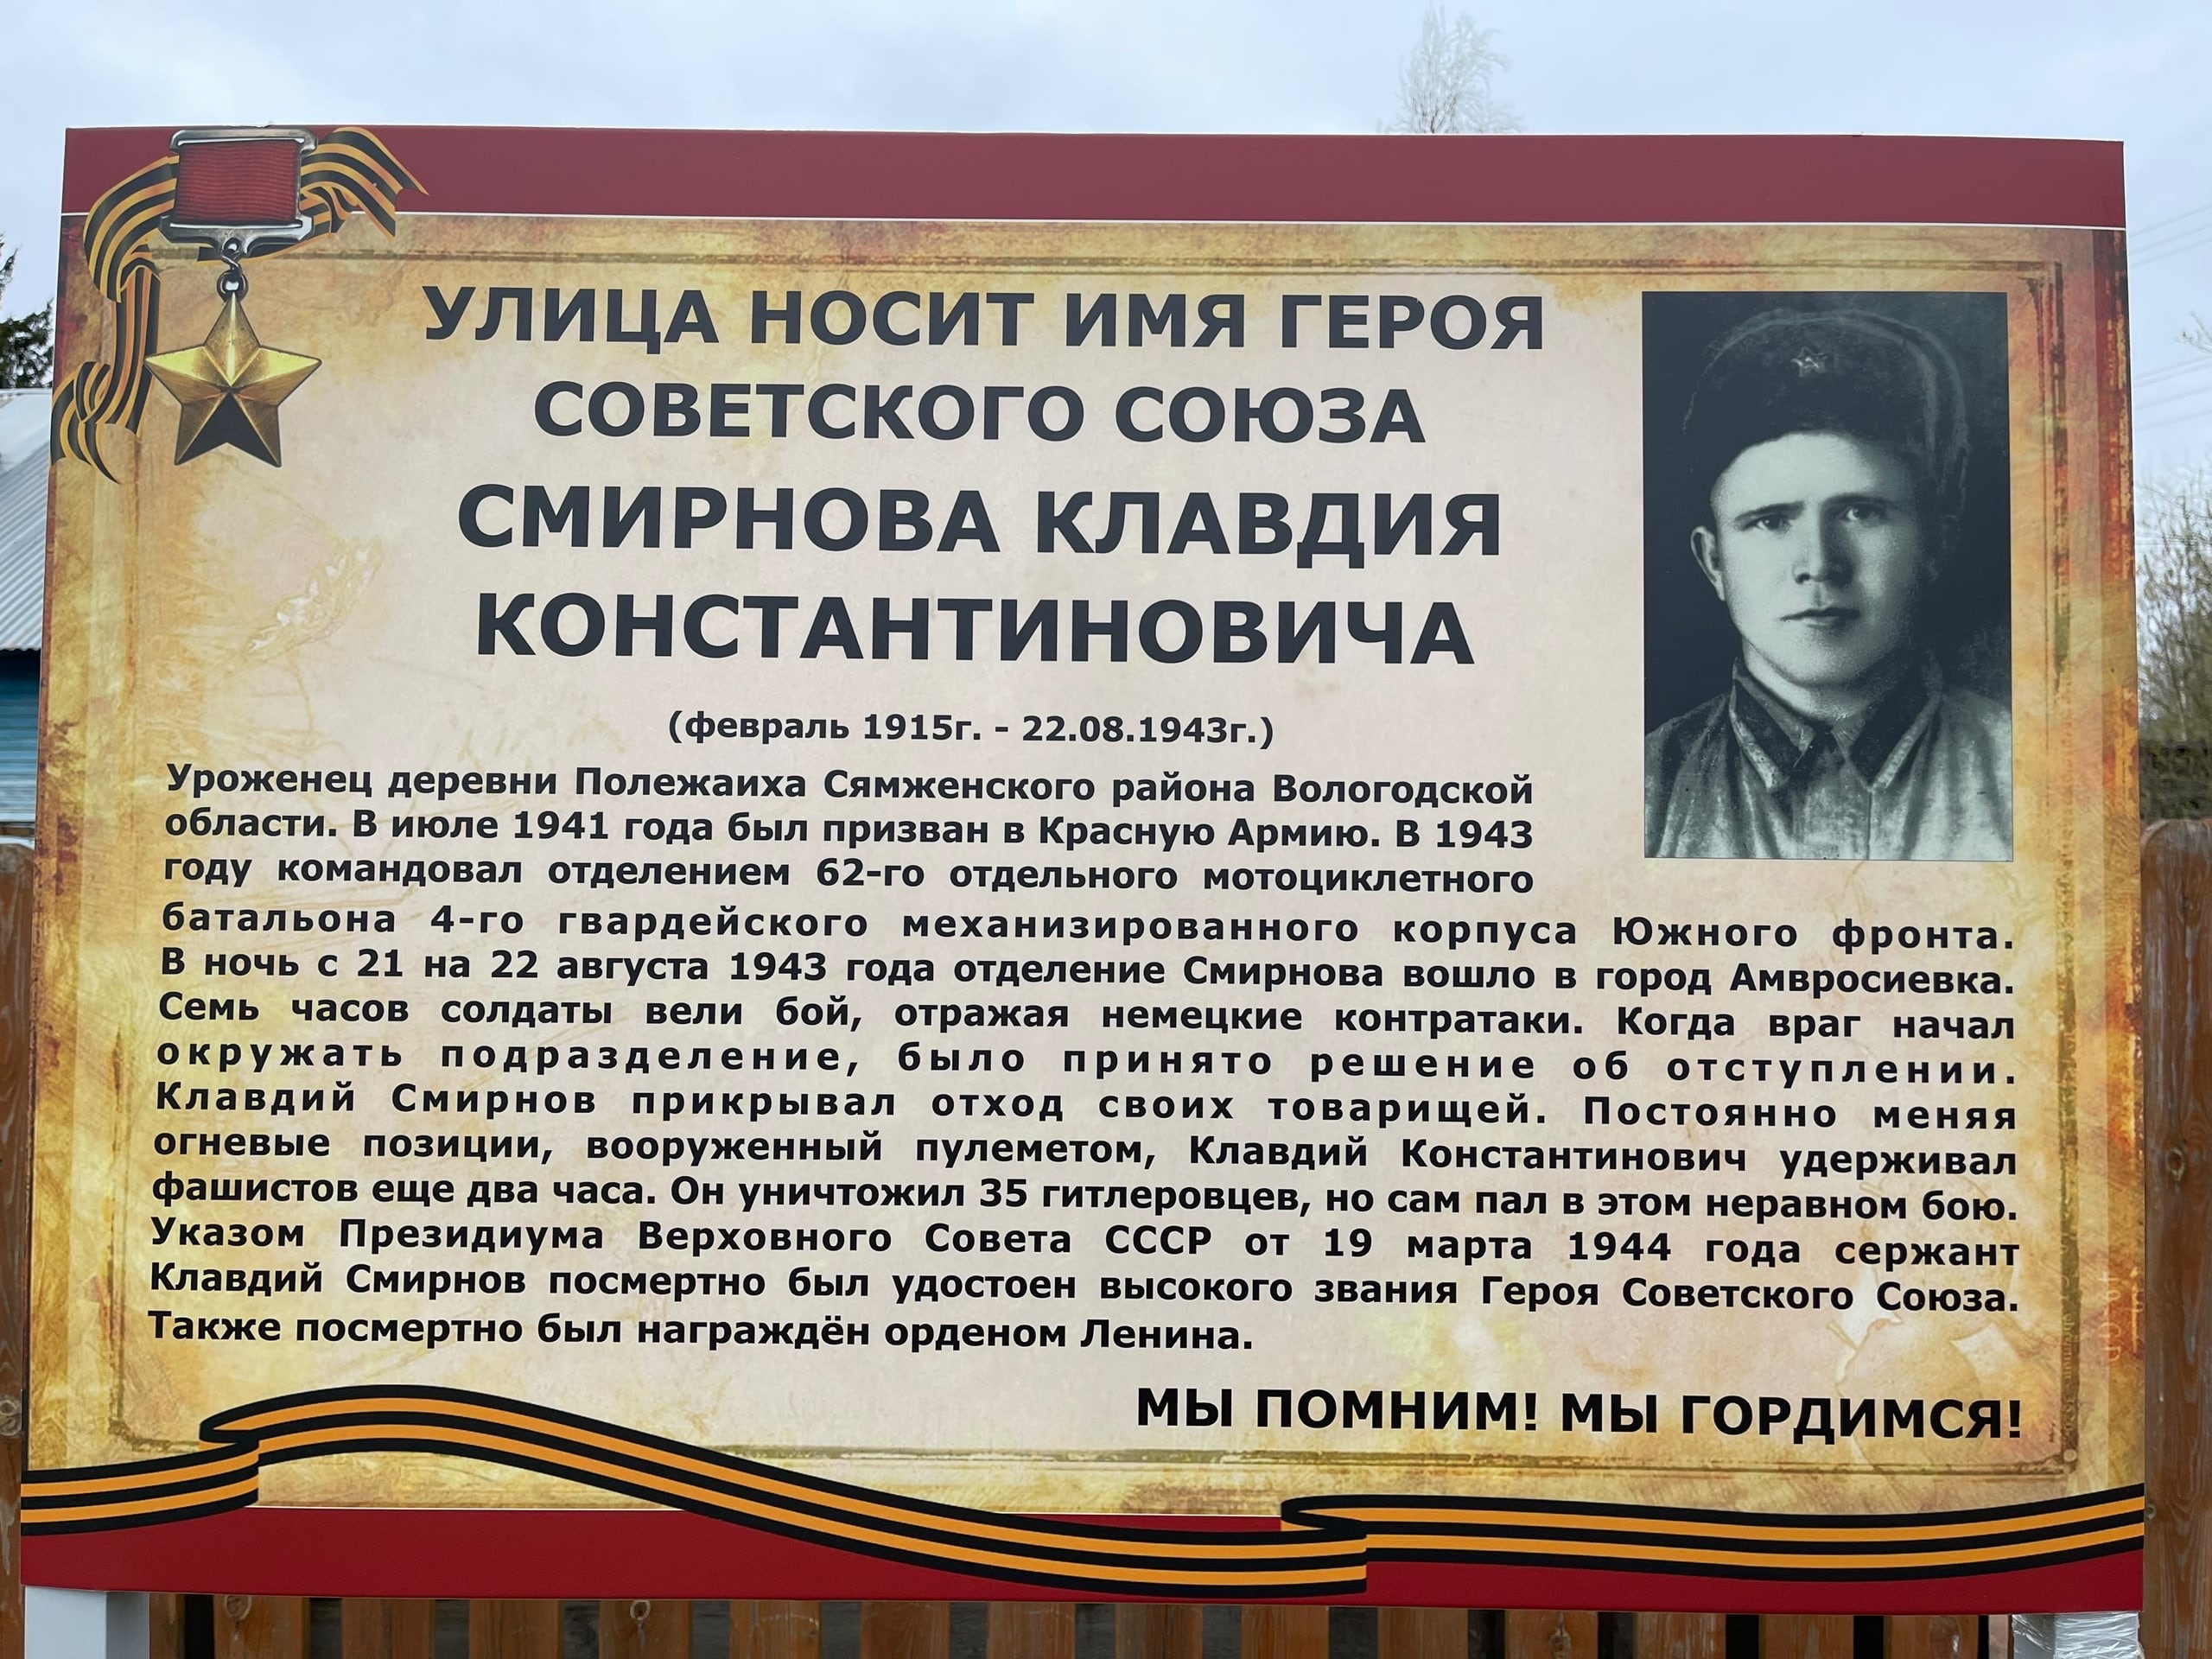 УЛИЦА НОСИТ ИМЯ ГЕРОЯ
СОВЕТСКОГО СОЮЗА
СМИРНОВА КЛАВДИЯ
КОНСТАНТИНОВИЧА
(февраль 1915г. - 22.08.1943г.)
Уроженец деревни Полежаиха Сямженского района Вологодской
области. В июле 1941 года был призван в Красную Армию. В 1943
году командовал отделением 62-го отдельного мотоциклетного
батальона 4-го гвардейского механизированного корпуса Южного фронта.
В ночь с 21 на 22 августа 1943 года отделение Смирнова вошло в город Амвросиевка.
Семь часов солдаты вели бой, отражая немецкие контратаки. Когда враг начал
окружать подразделение, было принято решение об отступлении.
Клавдий Смирнов прикрывал отход своих товарищей. Постоянно меняя
огневые позиции, вооруженный пулеметом, Клавдий Константинович удерживал
фашистов еще два часа. Он уничтожил 35 гитлеровцев, но сам пал в этом неравном бою.
Указом Президиума Верховного Совета СССР от 19 марта 1944 года сержант
Клавдий Смирнов посмертно был удостоен высокого звания Героя Советского Союза.
Также посмертно был награждён орденом Ленина.
МЫ ПОМНИМ! МЫ ГОРДИМСЯ!